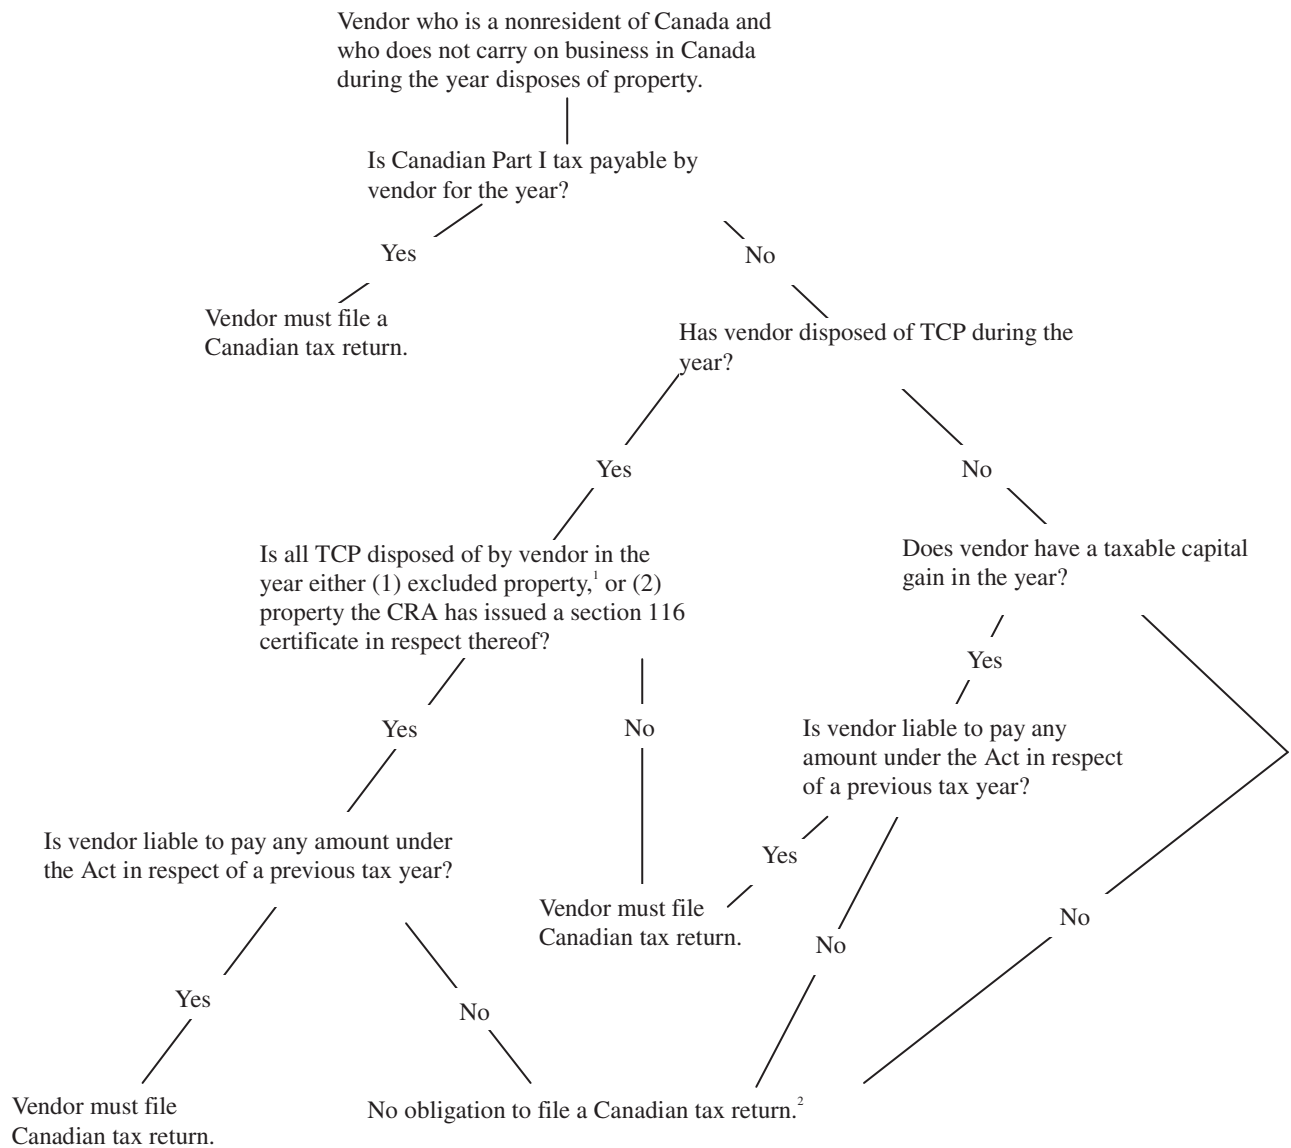 Vendor who is a nonresident of Canada and
who does not carry on business in Canada
during the year disposes of property.
Is Canadian Part I tax payable by
vendor for the year?
Yes
No
Vendor must file a
Canadian tax return.
Has vendor disposed of TCP during the
year?
Yes
No
Is all TCP disposed of by vendor in the
year either (1) excluded property,1 or (2)
property the CRA has issued a section 116
certificate in respect thereof?
Does vendor have a taxable capital
gain in the year?
Yes
Yes
No
Is vendor liable to pay any
amount under the Act in respect
of a previous tax year?
Is vendor liable to pay any amount under
the Act in respect of a previous tax year?
Yes
Vendor must file
Canadian tax return.
No
No
Yes
No
Vendor must file
Canadian tax return.
No obligation to file a Canadian tax return.2